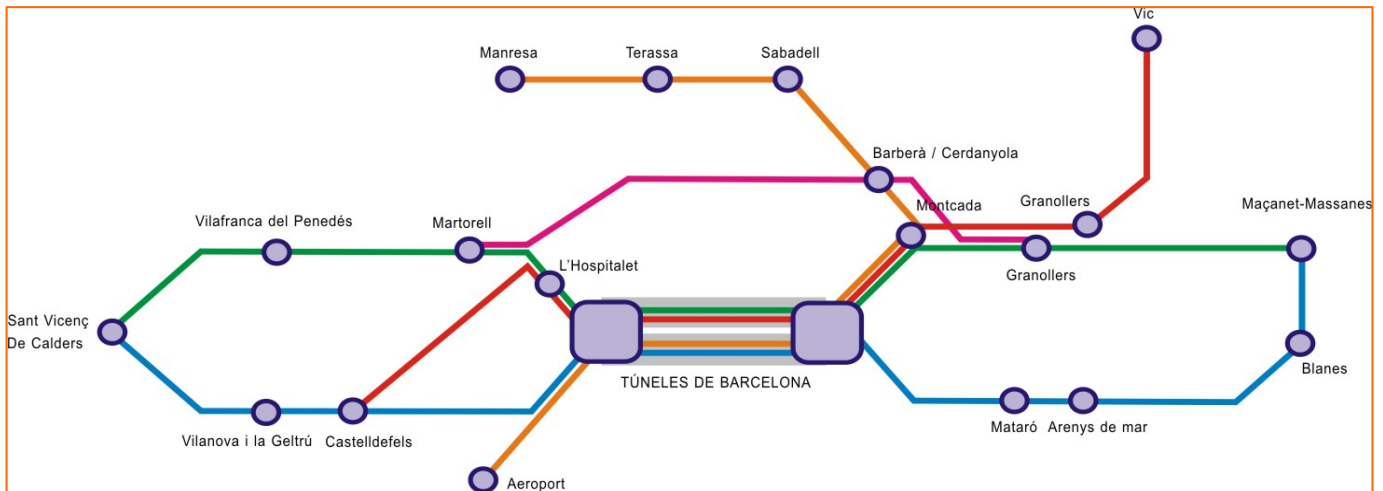 Vic
Manresa
Terassa
Sabadell
Barberà / Cerdanyola
Granollers
Montcada
Maçanet-Massanes
Vilafranca del Penedés
Martorell
L'Hospitalet
Granollers
Sant Vicenç
De Calders
Blanes
TÚNELES DE BARCELONA
Vilanova i la Geltrú
Castelldefels
Mataró
Arenys de mar
Aeroport